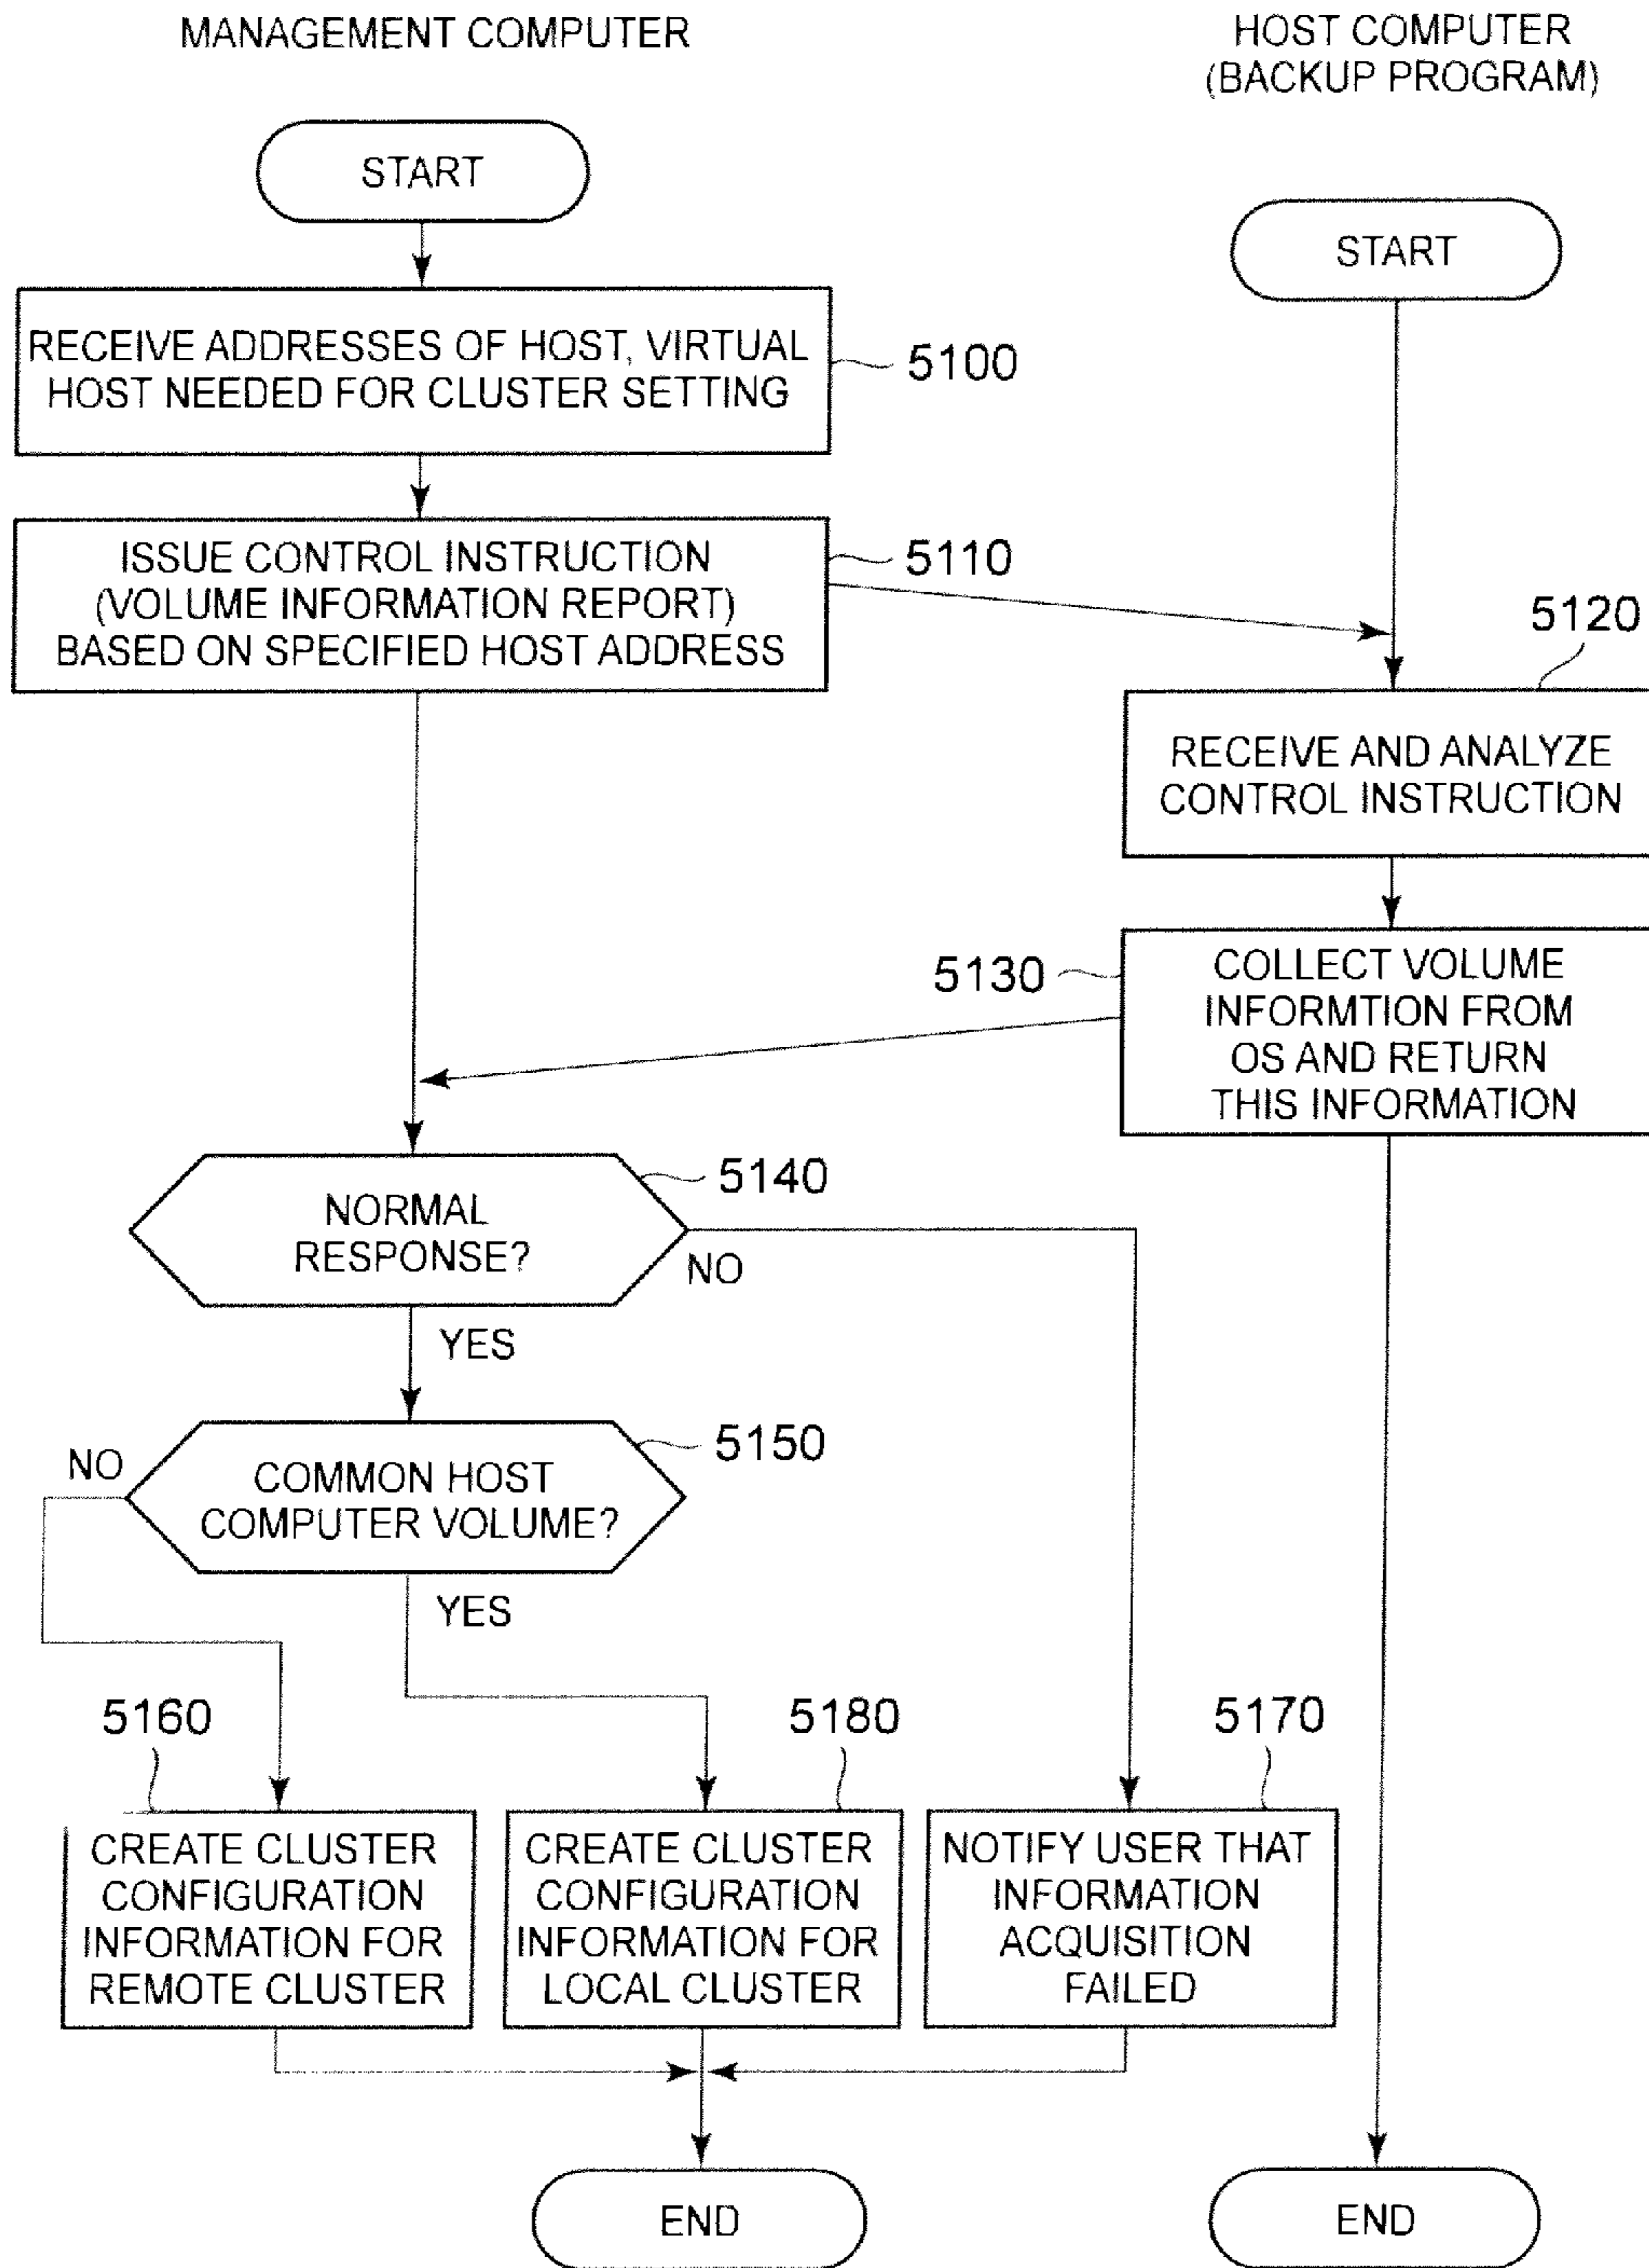 MANAGEMENT COMPUTER
HOST COMPUTER
(BACKUP PROGRAM)
START
START
RECEIVE ADDRESSES OF HOST, VIRTUAL
HOST NEEDED FOR CLUSTER SETTING
5100
ISSUE CONTROL INSTRUCTION
(VOLUME INFORMATION REPORT)
BASED ON SPECIFIED HOST ADDRESS
5110
5120
RECEIVE AND ANALYZE
CONTROL INSTRUCTION
5130
COLLECT VOLUME
INFORMTION FROM
OS AND RETURN
THIS INFORMATION
5140
NORMAL
RESPONSE?
NO
YES
5150
NO
COMMON HOST
COMPUTER VOLUME?
YES
5160
5180
5170
CREATE CLUSTER
CONFIGURATION
INFORMATION FOR
REMOTE CLUSTER
CREATE CLUSTER
CONFIGURATION
INFORMATION FOR
LOCAL CLUSTER
NOTIFY USER THAT
INFORMATION
ACQUISITION
FAILED
END
END